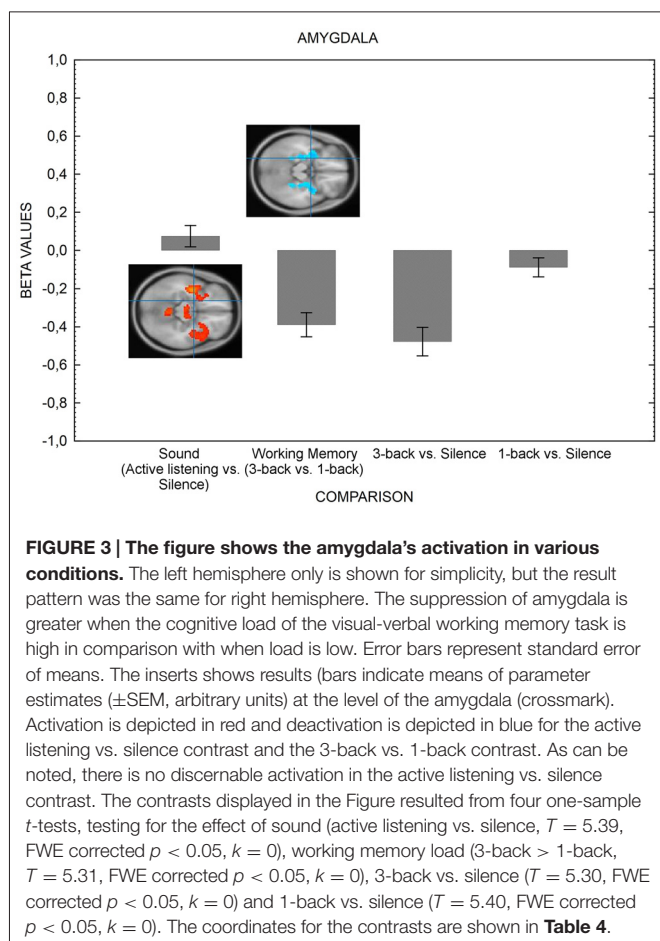 AMYGDALA
1,0
0,8
0,6
0,4
0,2
0,0
-0,2
-0,4
-0,6
-0,8
-1,0
BETA VALUES
Sound
(Active listening vs.
Silence)
Working Memory
(3-back vs. 1-back)
3-back vs. Silence
1-back vs. Silence
COMPARISON
FIGURE 3 | The figure shows the amygdala's activation in various
conditions. The left hemisphere only is shown for simplicity, but the result
pattern was the same for right hemisphere. The suppression of amygdala is
greater when the cognitive load of the visual-verbal working memory task is
high in comparison with when load is low. Error bars represent standard error
of means. The inserts shows results (bars indicate means of parameter
estimates (±SEM, arbitrary units) at the level of the amygdala (crossmark).
Activation is depicted in red and deactivation is depicted in blue for the active
listening vs. silence contrast and the 3-back vs. 1-back contrast. As can be
noted, there is no discernable activation in the active listening vs. silence
contrast. The contrasts displayed in the Figure resulted from four one-sample
t-tests, testing for the effect of sound (active listening vs. silence, T = 5.39,
FWE corrected p < 0.05, k = 0), working memory load (3-back > 1-back,
T = 5.31, FWE corrected p < 0.05, k = 0), 3-back vs. silence (T = 5.30, FWE
corrected p < 0.05, k = 0) and 1-back vs. silence (T = 5.40, FWE corrected
p < 0.05, k = 0). The coordinates for the contrasts are shown in Table 4.